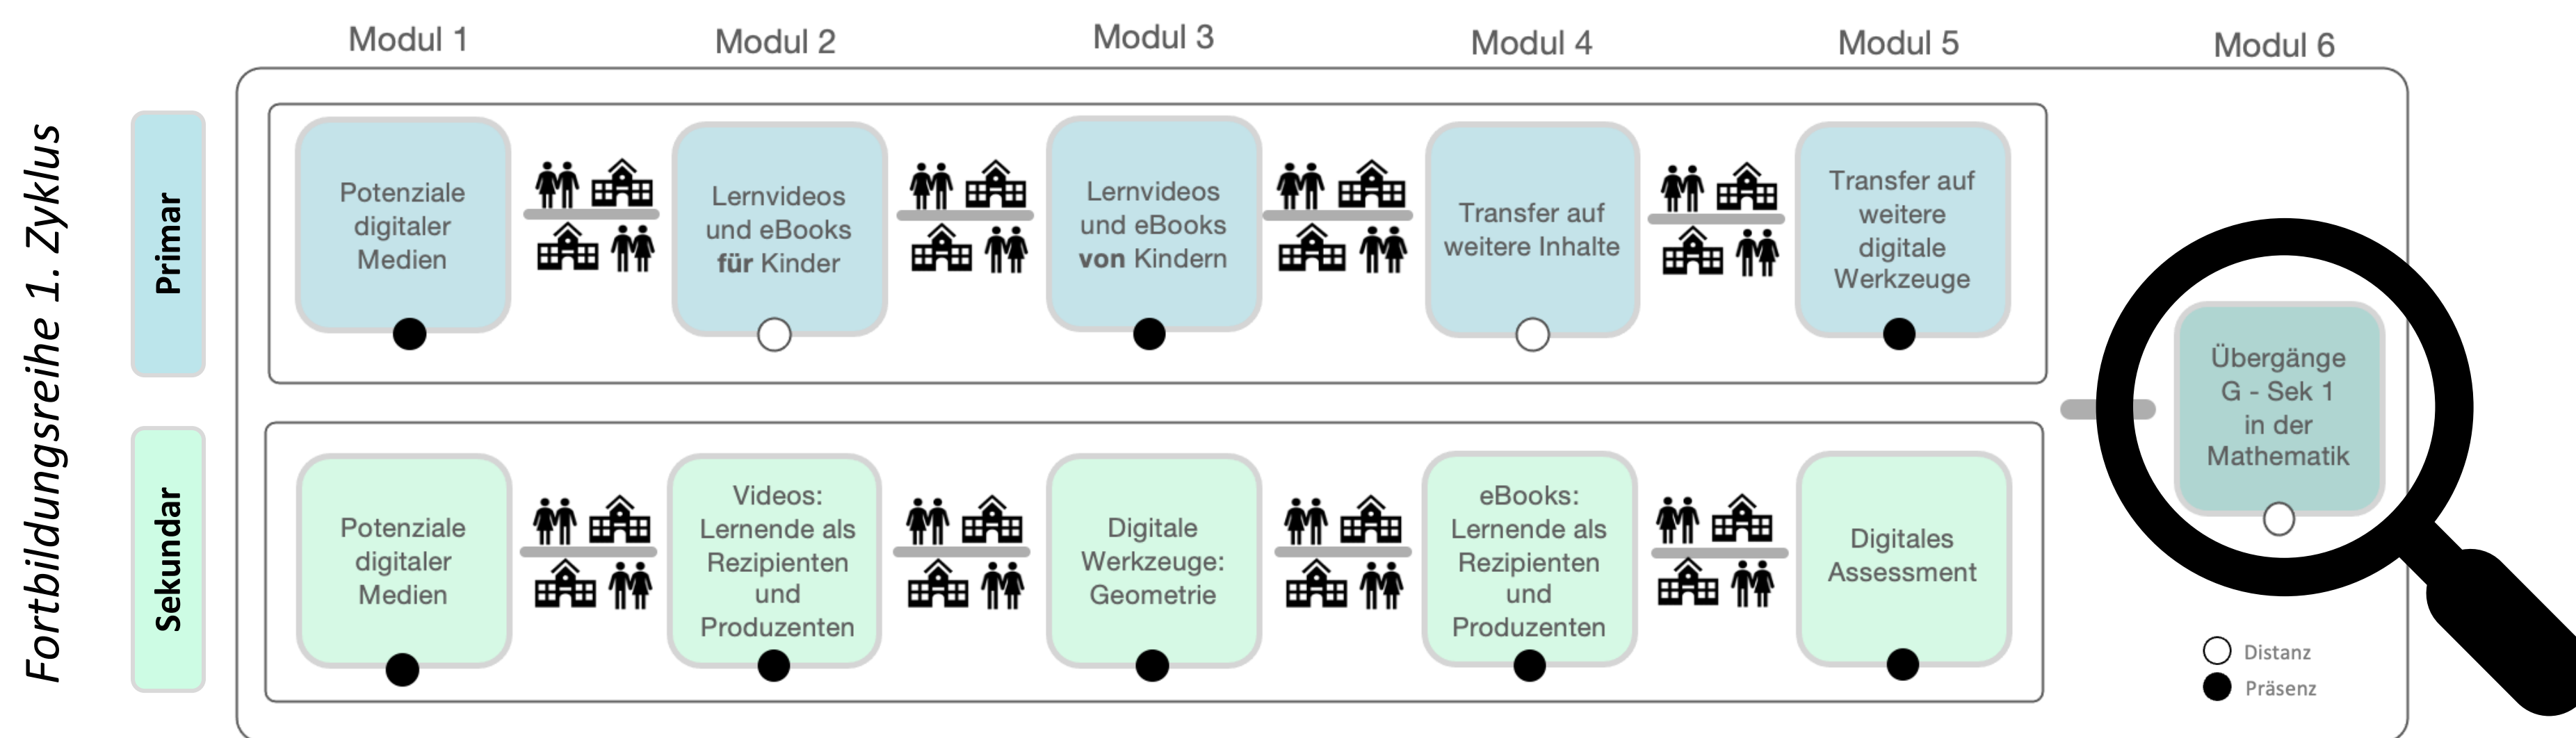 Modul 1
Modul 2
Modul 3
Modul 4
Modul 5
Modul 6
Fortbildungsreihe 1. Zyklus
Primar
Potenziale
digitaler
Medien
Lernvideos
und eBooks
für Kinder
Lernvideos
und eBooks
von Kindern
Transfer auf
weitere Inhalte
Transfer auf
weitere
digitale
Werkzeuge
Sekundar
Potenziale
digitaler
Medien
Videos:
Lernende als
Rezipienten
und
Produzenten
Digitale
Werkzeuge:
Geometrie
eBooks:
Lernende als
Rezipienten
und
Produzenten
Digitales
Assessment
Übergänge
G - Sek 1
in der
Mathematik
Distanz
Präsenz